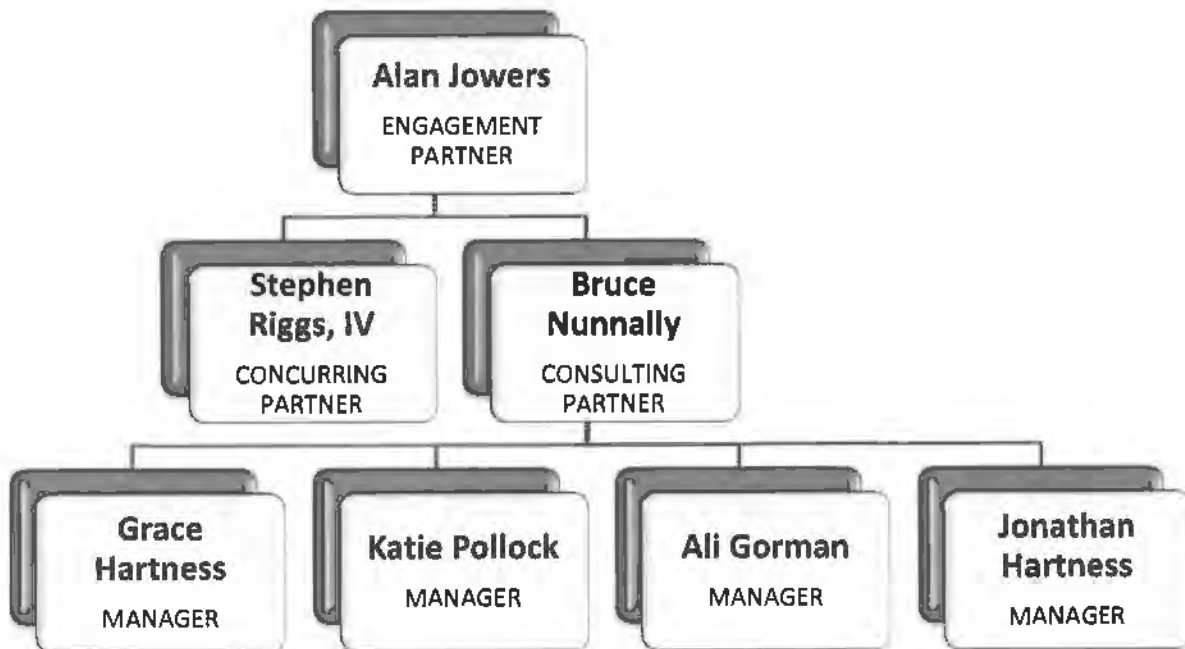 Alan Jowers
ENGAGEMENT
PARTNER
Stephen
Riggs, IV
CONCURRING
PARTNER
Bruce
Nunnally
CONSULTING
PARTNER
Grace
Hartness
MANAGER
Katie Pollock
MANAGER
Ali Gorman
MANAGER
Jonathan
Hartness
MANAGER